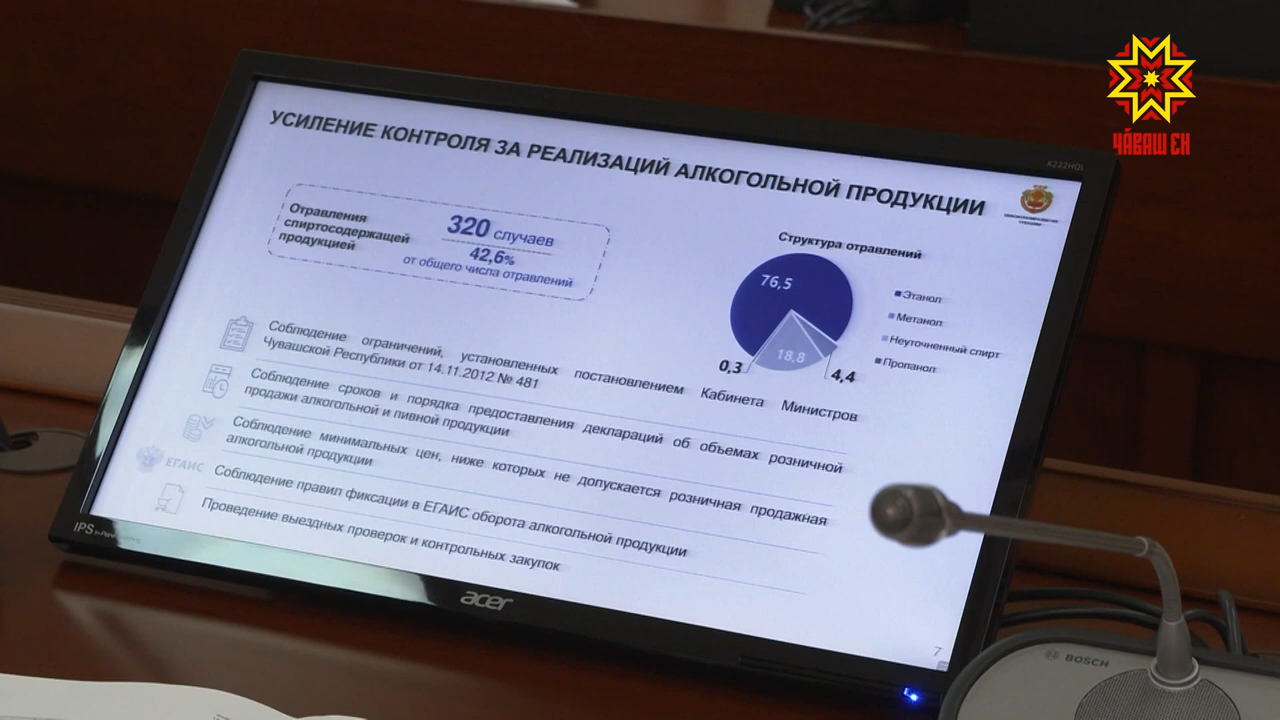 ЧӐВАШ ЕН
K222HQL
УСИЛЕНИЕ КОНТРОЛЯ ЗА РЕАЛИЗАЦИЙ АЛКОГОЛЬНОЙ ПРОДУКЦИИ
Отравления
спиртосодержащей
продукцией
320 случаев
42,6%
от общего числа отравлений
Структура отравлений
76,5
18,8
0,3
4,4
Этанол
Метанол
Неуточненный спирт
Пропанол
Соблюдение ограничений, установленных постановлением Кабинета Министров
Чувашской Республики от 14.11.2012 № 481
Соблюдение сроков и порядка предоставления деклараций об объемах розничной
продажи алкогольной и пивной продукции
Соблюдение минимальных цен, ниже которых не допускается розничная продажная
алкогольной продукции
ЕГАИС
Соблюдение правил фиксации в ЕГАИС оборота алкогольной продукции
Проведение выездных проверок и контрольных закупок
7
IPS
acer
BOSCH